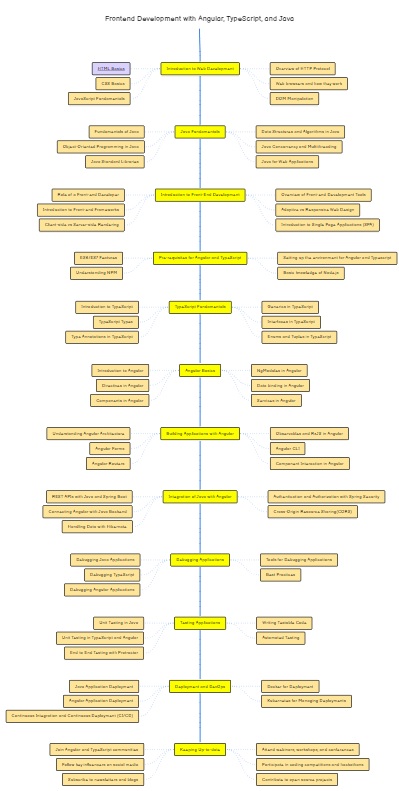 Frontend Development with Angular, TypeScript, and Java
HTML Basics
Introduction to Web Development
Overview of HTTP Protocol
CSS Basics
Web browsers and how they work
JavaScript Fundamentals
DOM Manipulation
Fundamentals of Java
Java Fundamentals
Data Structures and Algorithms in Java
Object-Oriented Programming in Java
Java Concurrency and Multithreading
Java Standard Libraries
Java for Web Applications
Role of a Front-end Developer
Introduction to Front-End Development
Overview of Front-end Development Tools
Introduction to Front-end Frameworks
Adaptive vs Responsive Web Design
Client-side vs Server-side Rendering
Introduction to Single Page Applications (SPA)
ES6/ES7 Features
Prerequisites for Angular and TypeScript
Setting up the environment for Angular and Typescript
Understanding NPM
Basic knowledge of Node.js
Introduction to TypeScript
TypeScript Fundamentals
Generics in TypeScript
TypeScript Types
Interfaces in TypeScript
Type Annotations in TypeScript
Enums and Tuples in TypeScript
Introduction to Angular
Angular Basics
NgModules in Angular
Directives in Angular
Data binding in Angular
Components in Angular
Services in Angular
Understanding Angular Architecture
Building Applications with Angular
Observables and RxJS in Angular
Angular Forms
Angular CLI
Angular Routers
Component Interaction in Angular
REST APIs with Java and Spring Boot
Integration of Java with Angular
Authentication and Authorization with Spring Security
Connecting Angular with Java Backend
Cross-Origin Resource Sharing(CORS)
Handling Data with Hibernate
Debugging Java Applications
Debugging Applications
Tools for Debugging Applications
Debugging TypeScript
Best Practices
Debugging Angular Applications
Unit Testing in Java
Testing Applications
Writing Testable Code
Unit Testing in TypeScript and Angular
Automated Testing
End to End Testing with Protractor
Java Application Deployment
Deployment and DevOps
Docker for Deployment
Angular Application Deployment
Kubernetes for Managing Deployments
Continuous Integration and Continuous Deployment (CI/CD)
Join Angular and TypeScript communities
Keeping Up-to-date
Attend webinars, workshops, and conferences
Follow key influencers on social media
Participate in coding competitions and hackathons
Subscribe to newsletters and blogs
Contribute to open source projects